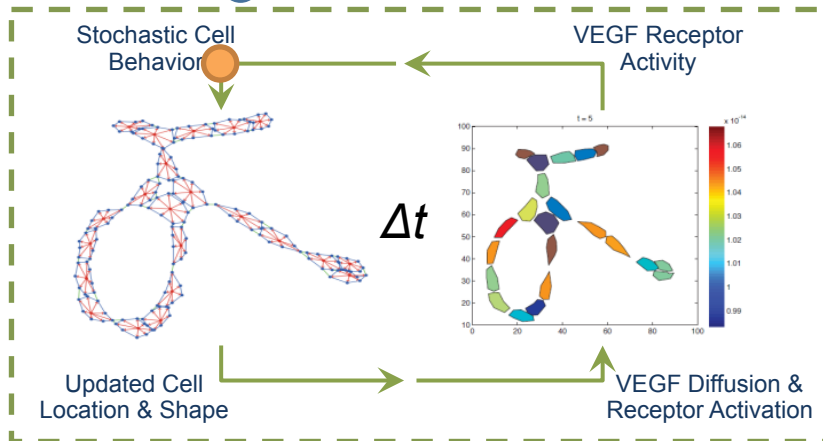 Stochastic Cell
Behavior
VEGF Receptor
Activity
t = 5
x 10⁻¹⁴
100
90
80
70
60
50
40
30
20
10
0
20
40
60
80
100
1.06
1.05
1.04
1.03
1.02
1.01
1
0.99
Δt
Updated Cell
Location & Shape
VEGF Diffusion &
Receptor Activation